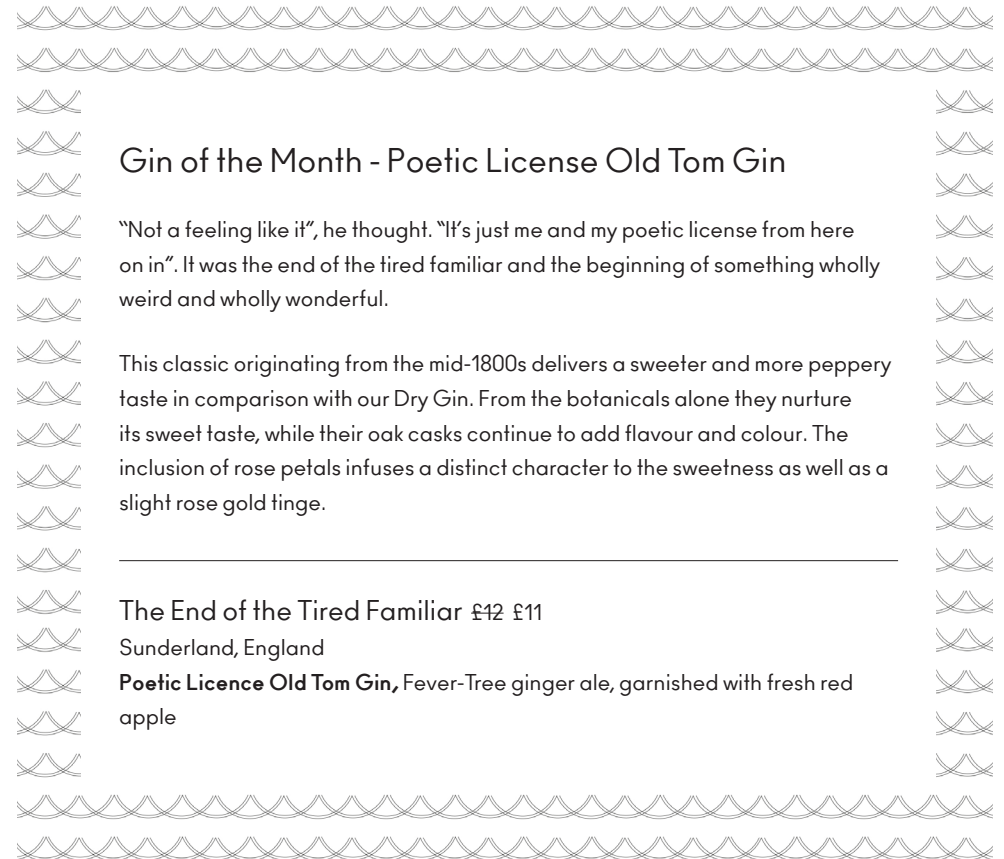 Gin of the Month - Poetic License Old Tom Gin
“Not a feeling like it”, he thought. “It’s just me and my poetic license from here
on in”. It was the end of the tired familiar and the beginning of something wholly
weird and wholly wonderful.
This classic originating from the mid-1800s delivers a sweeter and more peppery
taste in comparison with our Dry Gin. From the botanicals alone they nurture
its sweet taste, while their oak casks continue to add flavour and colour. The
inclusion of rose petals infuses a distinct character to the sweetness as well as a
slight rose gold tinge.
The End of the Tired Familiar £12 £11
Sunderland, England
Poetic Licence Old Tom Gin, Fever-Tree ginger ale, garnished with fresh red
apple